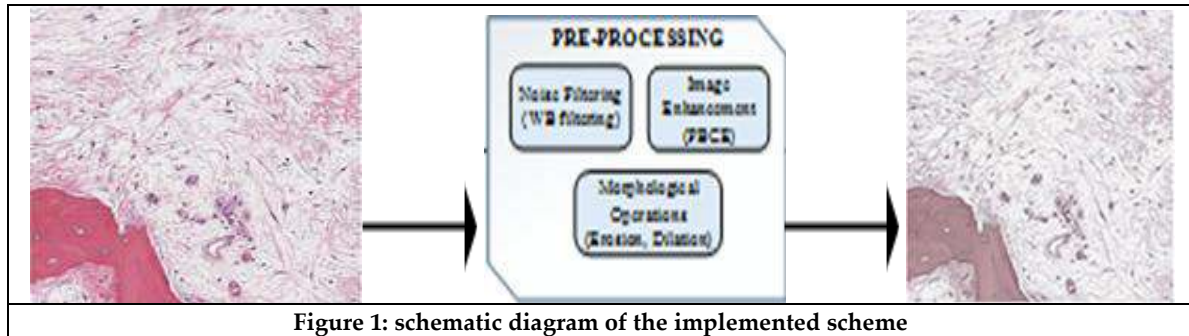 PRE-PROCESSING
Noise Filtering
(WB filtering)
Image
Enhancement
(PBCE)
Morphological
Operations
(Erosion, Dilation)
Figure 1: schematic diagram of the implemented scheme